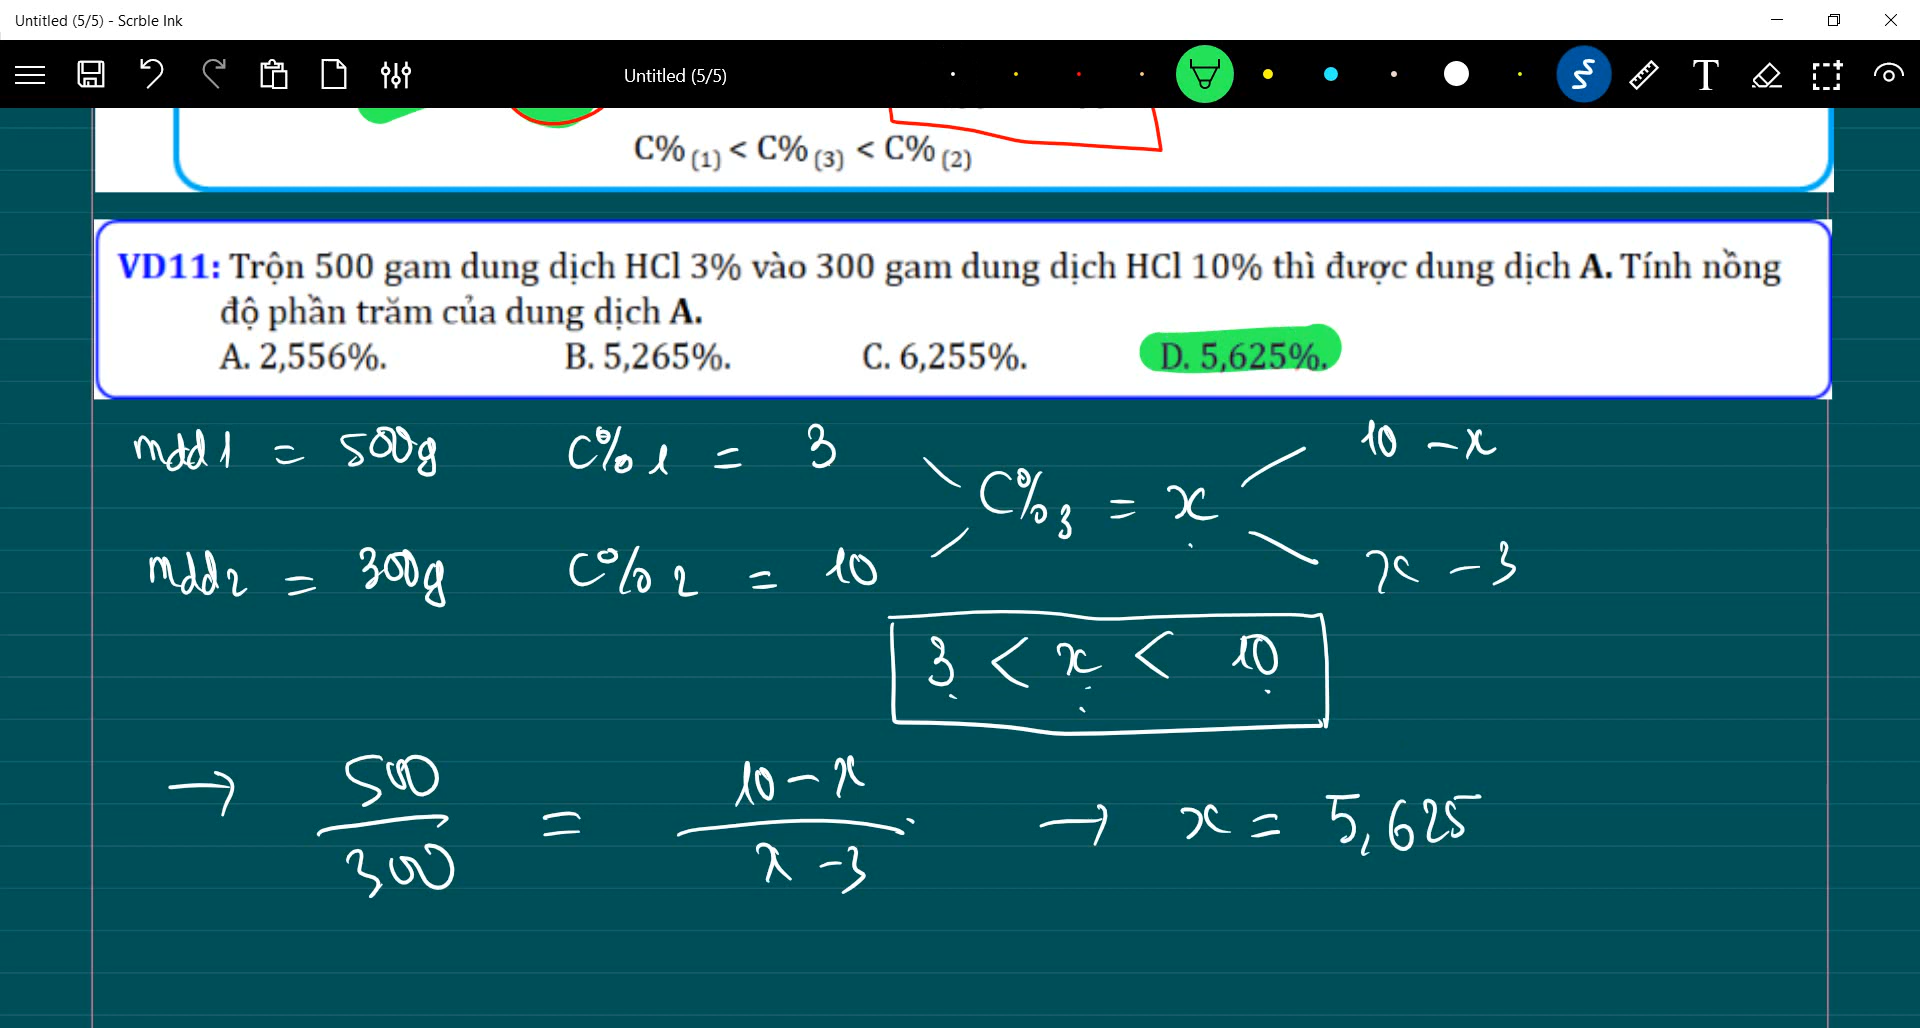 Untitled (5/5) - Scrble Ink
Untitled (5/5)
T
C% (1) < C% (3) < C% (2)
VD11: Trộn 500 gam dung dịch HCl 3% vào 300 gam dung dịch HCl 10% thì được dung dịch A. Tính nồng
độ phần trăm của dung dịch A.
A. 2,556%. B. 5,265%. C. 6,255%. D. 5,625%.
mdd1 = 500g C%1 = 3 10 - x
C%3 = x
mdd2 = 300g C%2 = 10 x - 3
3 < x < 10
→ 500/300 = 10-x/x-3 → x = 5,625